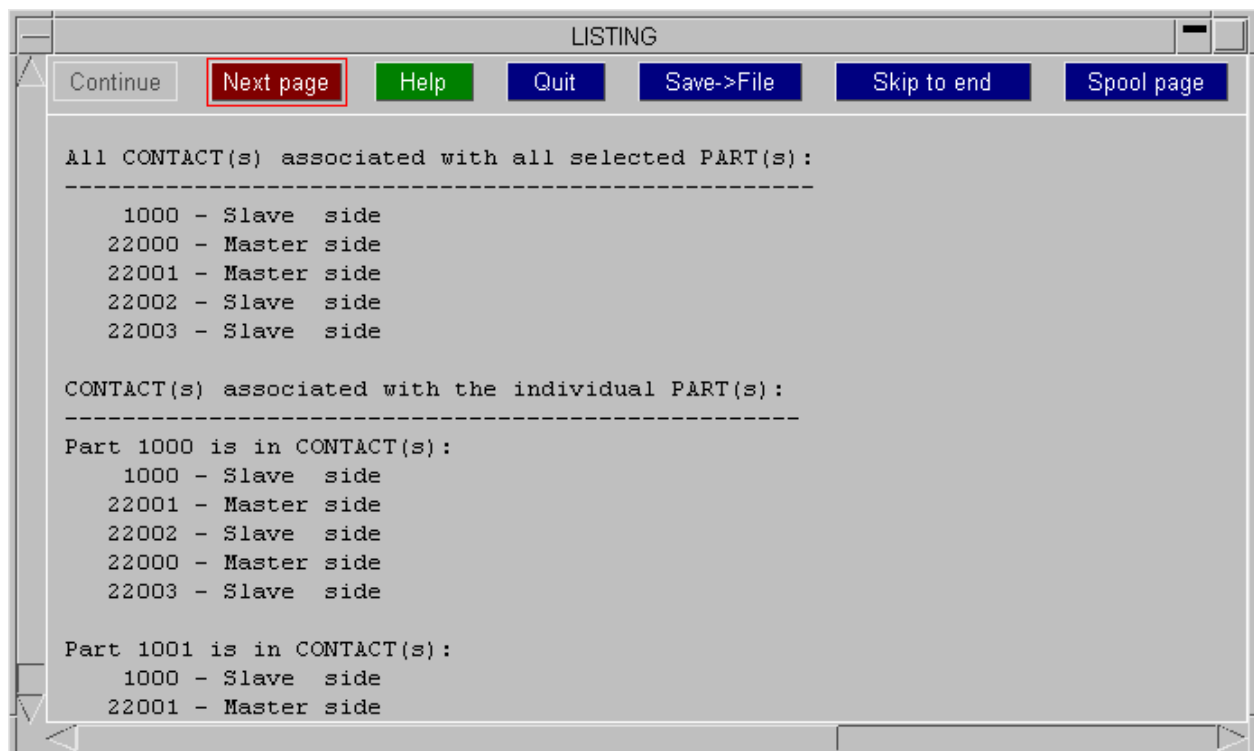 LISTING
Continue Next page Help Quit Save->File Skip to end Spool page
All CONTACT(s) associated with all selected PART(s):
----------------------------------------------------
1000 - Slave  side
22000 - Master side
22001 - Master side
22002 - Slave  side
22003 - Slave  side
CONTACT(s) associated with the individual PART(s):
---------------------------------------------------
Part 1000 is in CONTACT(s):
1000 - Slave  side
22001 - Master side
22002 - Slave  side
22000 - Master side
22003 - Slave  side
Part 1001 is in CONTACT(s):
1000 - Slave  side
22001 - Master side